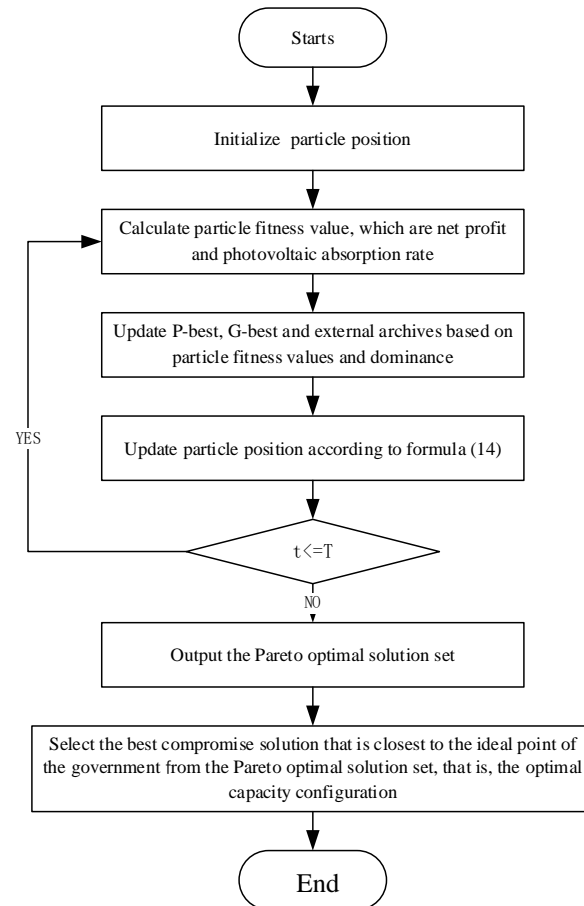 Starts
Initialize particle position
Calculate particle fitness value, which are net profit
and photovoltaic absorption rate
Update P-best, G-best and external archives based on
particle fitness values and dominance
YES
Update particle position according to formula (14)
t<=T
NO
Output the Pareto optimal solution set
Select the best compromise solution that is closest to the ideal point of
the government from the Pareto optimal solution set, that is, the optimal
capacity configuration
End